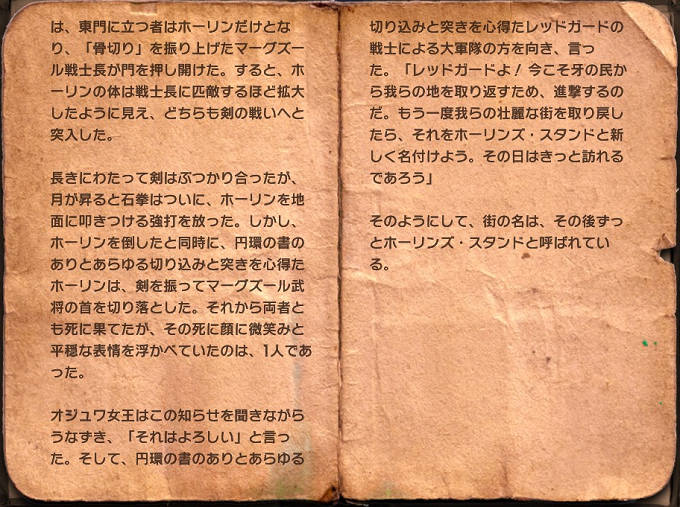 は、東門に立つ者はホーリンだけとな
り、「骨切り」を振り上げたマーグズー
ル戦士長が門を押し開けた。すると、ホ
ーリンの体は戦士長に匹敵するほど拡大
したように見え、どちらも剣の戦いへと
突入した。
長きにわたって剣はぶつかり合ったが、
月が昇ると石拳はついに、ホーリンを地
面に叩きつける強打を放った。しかし、
ホーリンを倒したと同時に、円環の書の
ありとあらゆる切り込みと突きを心得た
ホーリンは、剣を振ってマーグズール武
将の首を切り落とした。それから両者と
も死に果てたが、その死に顔に微笑みと
平穏な表情を浮かべていたのは、1人であ
った。
オジュワ女王はこの知らせを聞きながら
うなずき、「それはよろしい」と言っ
た。そして、円環の書のありとあらゆる
切り込みと突きを心得たレッドガードの
戦士による大軍隊の方を向き、言っ
た。「レッドガードよ！今こそ牙の民か
ら我らの地を取り返すため、進撃するの
だ。もう一度我らの壮麗な街を取り戻し
たら、それをホーリンズ・スタンドと新
しく名付けよう。その日はきっと訪れる
であろう」
そのようにして、街の名は、その後ずっ
とホーリンズ・スタンドと呼ばれてい
る。